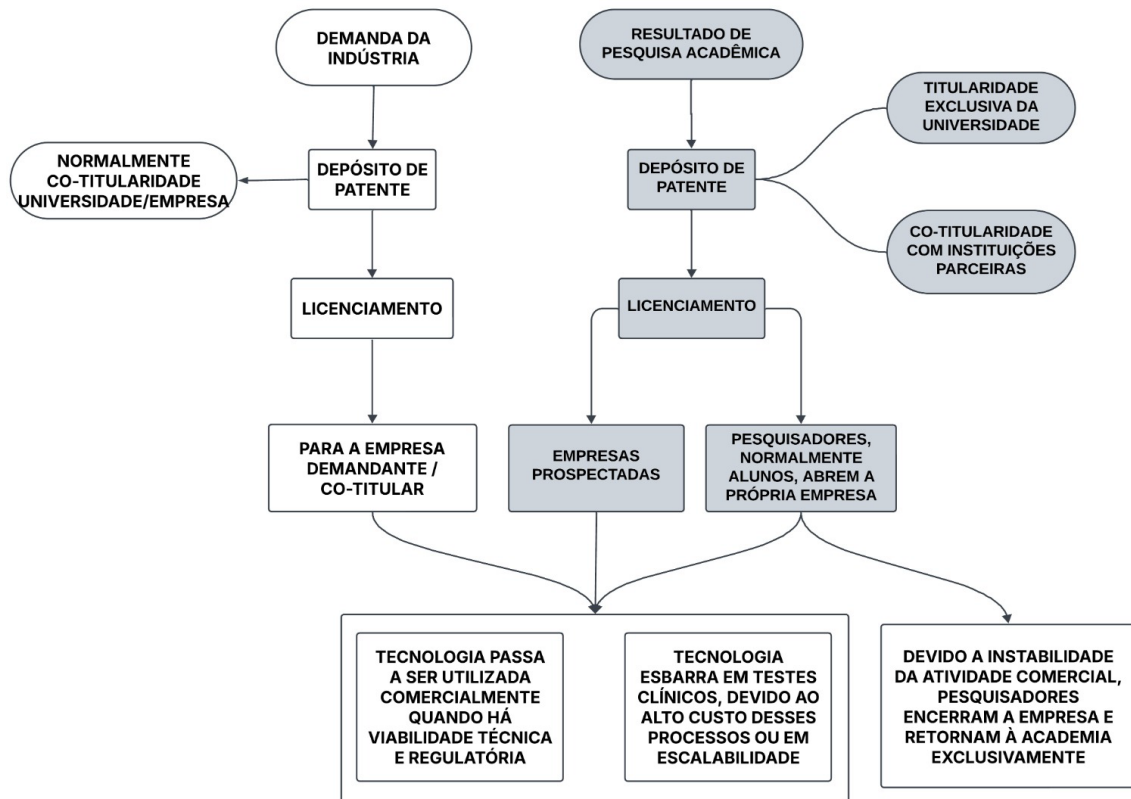 DEMANDA DA
INDÚSTRIA
RESULTADO DE
PESQUISA ACADÊMICA
TITULARIDADE
EXCLUSIVA DA
UNIVERSIDADE
NORMALMENTE
CO-TITULARIDADE
UNIVERSIDADE/EMPRESA
DEPÓSITO DE
PATENTE
DEPÓSITO DE
PATENTE
CO-TITULARIDADE
COM INSTITUIÇÕES
PARCEIRAS
LICENCIAMENTO
LICENCIAMENTO
PARA A EMPRESA
DEMANDANTE /
CO-TITULAR
EMPRESAS
PROSPECTADAS
PESQUISADORES,
NORMALMENTE
ALUNOS, ABREM A
PRÓPRIA EMPRESA
TECNOLOGIA PASSA
A SER UTILIZADA
COMERCIALMENTE
QUANDO HÁ
VIABILIDADE TÉCNICA
E REGULATÓRIA
TECNOLOGIA
ESBARRA EM TESTES
CLÍNICOS, DEVIDO AO
ALTO CUSTO DESSES
PROCESSOS OU EM
ESCALABILIDADE
DEVIDO A INSTABILIDADE
DA ATIVIDADE COMERCIAL,
PESQUISADORES
ENCERRAM A EMPRESA E
RETORNAM À ACADEMIA
EXCLUSIVAMENTE